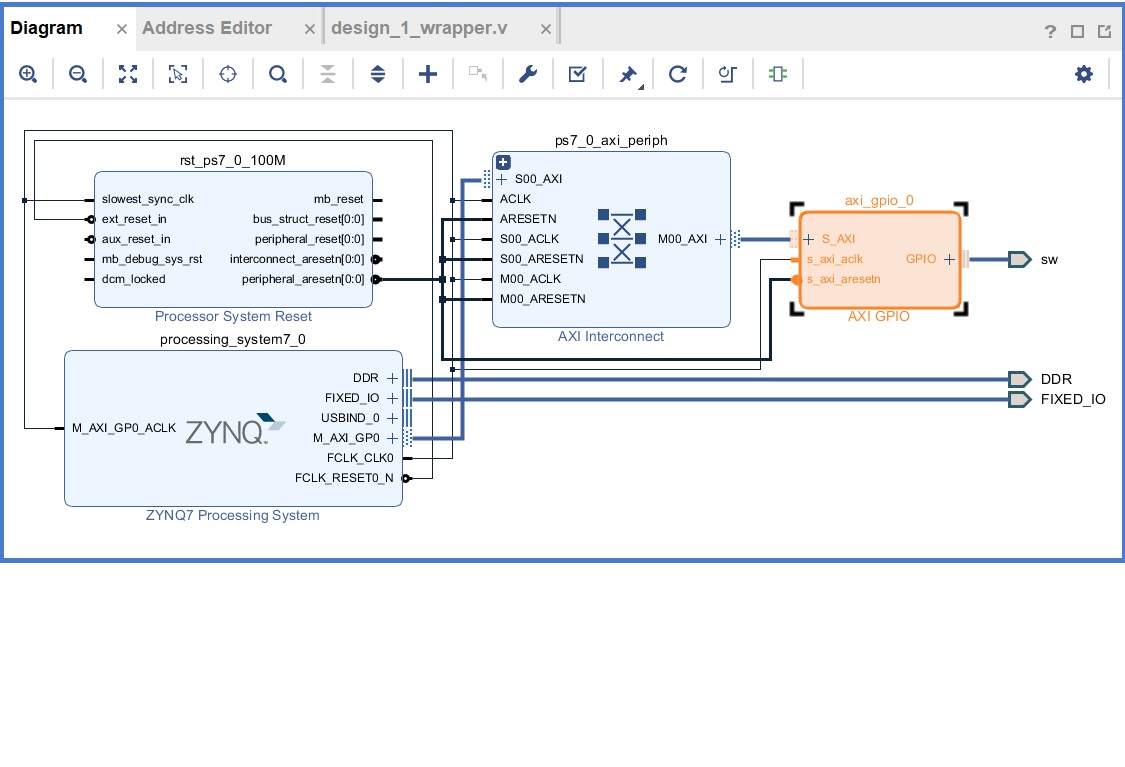 Diagram
Address Editor
design_1_wrapper.v
?
rst_ps7_0_100M
slowest_sync_clk
mb_reset
ext_reset_in
bus_struct_reset[0:0]
aux_reset_in
peripheral_reset[0:0]
mb_debug_sys_rst
interconnect_aresetn[0:0]
dcm_locked
peripheral_aresetn[0:0]
Processor System Reset
ps7_0_axi_periph
S00_AXI
ACLK
ARESETN
S00_ACLK
M00_AXI
S00_ARESETN
M00_ACLK
M00_ARESETN
AXI Interconnect
axi_gpio_0
S_AXI
s_axi_aclk
GPIO
s_axi_aresetn
AXI GPIO
sw
processing_system7_0
DDR
FIXED_IO
USBIND_0
M_AXI_GP0_ACLK
ZYNQ
M_AXI_GP0
FCLK_CLK0
FCLK_RESET0_N
ZYNQ7 Processing System
DDR
FIXED_IO